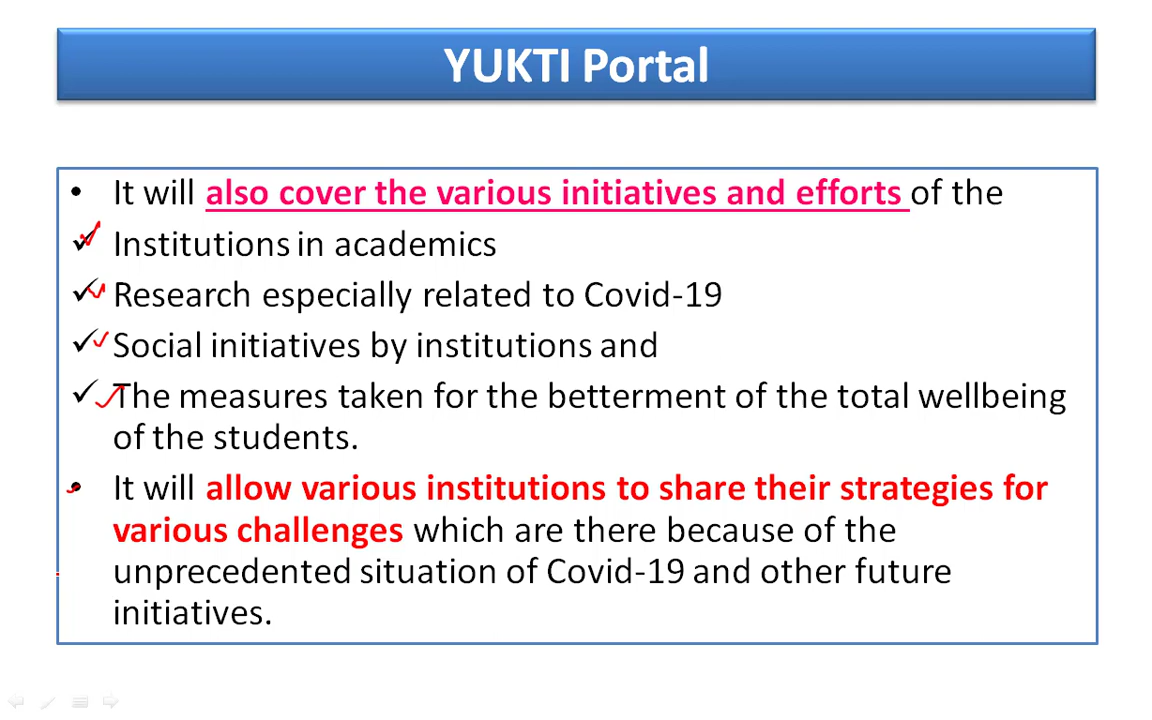 YUKTI Portal
• It will also cover the various initiatives and efforts of the
✓ Institutions in academics
✓ Research especially related to Covid-19
✓ Social initiatives by institutions and
✓ The measures taken for the betterment of the total wellbeing
of the students.
• It will allow various institutions to share their strategies for
various challenges which are there because of the
unprecedented situation of Covid-19 and other future
initiatives.